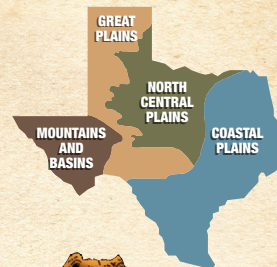 GREAT
PLAINS
NORTH
CENTRAL
PLAINS
MOUNTAINS
AND
BASINS
COASTAL
PLAINS